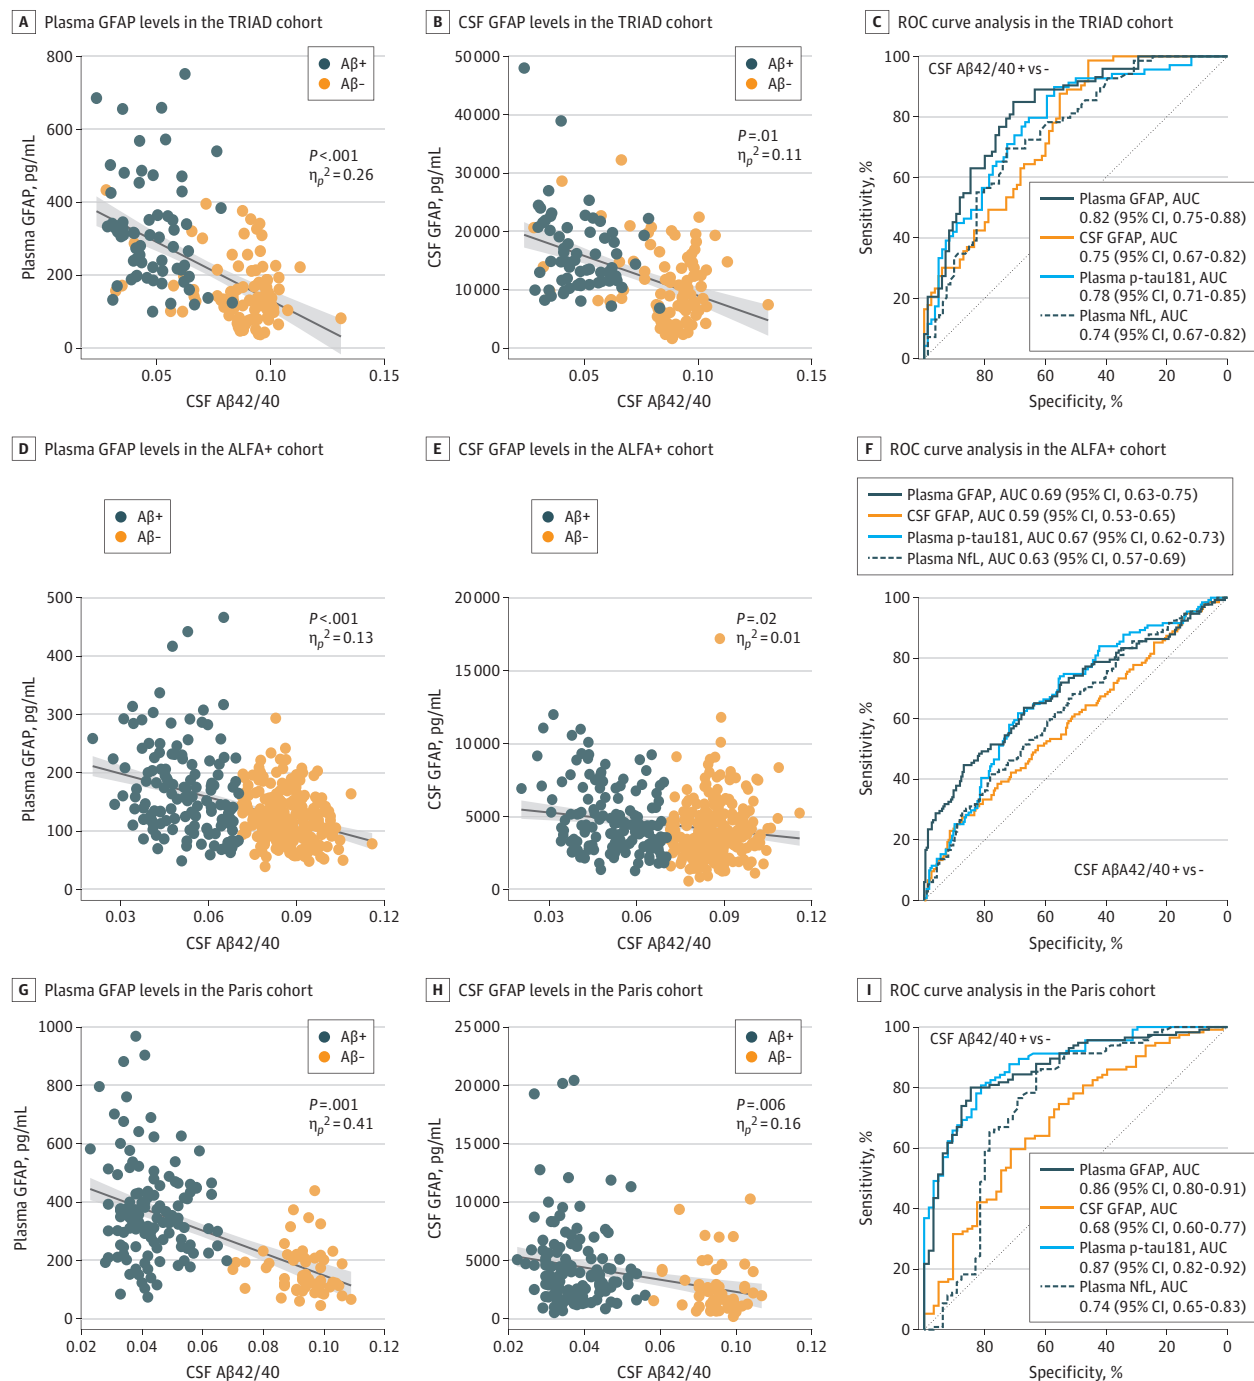 A Plasma GFAP levels in the TRIAD cohort
800
600
400
200
0
Plasma GFAP, pg/mL
Aβ+
Aβ-
P<.001
ηp²=0.26
0.05
0.10
0.15
CSF Aβ42/40
B CSF GFAP levels in the TRIAD cohort
50000
40000
30000
20000
10000
0
CSF GFAP, pg/mL
Aβ+
Aβ-
P=.01
ηp²=0.11
0.05
0.10
0.15
CSF Aβ42/40
C ROC curve analysis in the TRIAD cohort
100
80
60
40
20
0
Sensitivity, %
CSF Aβ42/40+vs-
Plasma GFAP, AUC
0.82 (95% CI, 0.75-0.88)
CSF GFAP, AUC
0.75 (95% CI, 0.67-0.82)
Plasma p-tau181, AUC
0.78 (95% CI, 0.71-0.85)
Plasma NfL, AUC
0.74 (95% CI, 0.67-0.82)
80
60
40
20
0
Specificity, %
D Plasma GFAP levels in the ALFA+ cohort
Aβ+
Aβ-
500
400
300
200
100
0
Plasma GFAP, pg/mL
P<.001
ηp²=0.13
0.03
0.06
0.09
0.12
CSF Aβ42/40
E CSF GFAP levels in the ALFA+ cohort
Aβ+
Aβ-
20000
15000
10000
5000
0
CSF GFAP, pg/mL
P=.02
ηp²=0.01
0.03
0.06
0.09
0.12
CSF Aβ42/40
F ROC curve analysis in the ALFA+ cohort
Plasma GFAP, AUC 0.69 (95% CI, 0.63-0.75)
CSF GFAP, AUC 0.59 (95% CI, 0.53-0.65)
Plasma p-tau181, AUC 0.67 (95% CI, 0.62-0.73)
Plasma NfL, AUC 0.63 (95% CI, 0.57-0.69)
100
80
60
40
20
0
Sensitivity, %
CSF AβA42/40+vs-
80
60
40
20
0
Specificity, %
G Plasma GFAP levels in the Paris cohort
1000
800
600
400
200
0
Plasma GFAP, pg/mL
Aβ+
Aβ-
P=.001
ηp²=0.41
0.02
0.04
0.06
0.08
0.10
0.12
CSF Aβ42/40
H CSF GFAP levels in the Paris cohort
25000
20000
15000
10000
5000
0
CSF GFAP, pg/mL
Aβ+
Aβ-
P=.006
ηp²=0.16
0.02
0.04
0.06
0.08
0.10
0.12
CSF Aβ42/40
I ROC curve analysis in the Paris cohort
100
80
60
40
20
0
Sensitivity, %
CSF Aβ42/40+vs-
Plasma GFAP, AUC
0.86 (95% CI, 0.80-0.91)
CSF GFAP, AUC
0.68 (95% CI, 0.60-0.77)
Plasma p-tau181, AUC
0.87 (95% CI, 0.82-0.92)
Plasma NfL, AUC
0.74 (95% CI, 0.65-0.83)
80
60
40
20
0
Specificity, %